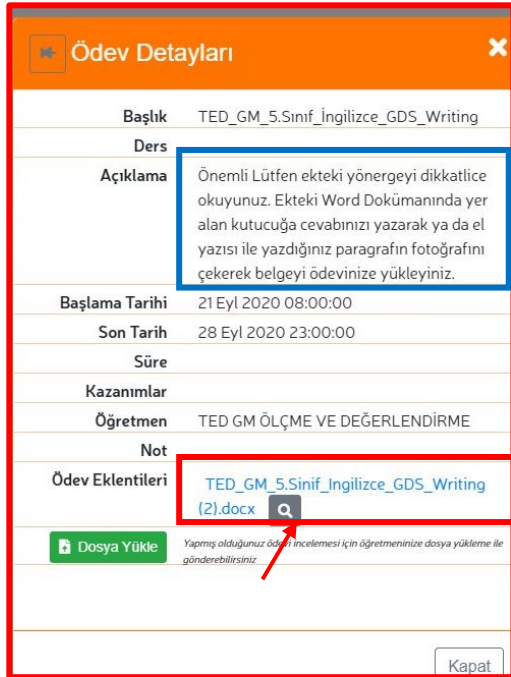 Ödev Detayları
Başlık TED_GM_5.Sınıf_İngilizce_GDS_Writing
Ders
Açıklama Önemli Lütfen ekteki yönergeyi dikkatlice
okuyunuz. Ekteki Word Dokümanında yer
alan kutucuğa cevabınızı yazarak ya da el
yazısı ile yazdığınız paragrafın fotoğrafını
çekerek belgeyi ödevinize yükleyiniz.
Başlama Tarihi 21 Eyl 2020 08:00:00
Son Tarih 28 Eyl 2020 23:00:00
Süre
Kazanımlar
Öğretmen TED GM ÖLÇME VE DEĞERLENDİRME
Not
Ödev Eklentileri TED_GM_5.Sinif_Ingilizce_GDS_Writing
(2).docx
Dosya Yükle Yapmış olduğunuz ödevi incelemesi için öğretmeninize dosya yükleme ile
gönderebilirsiniz
Kapat